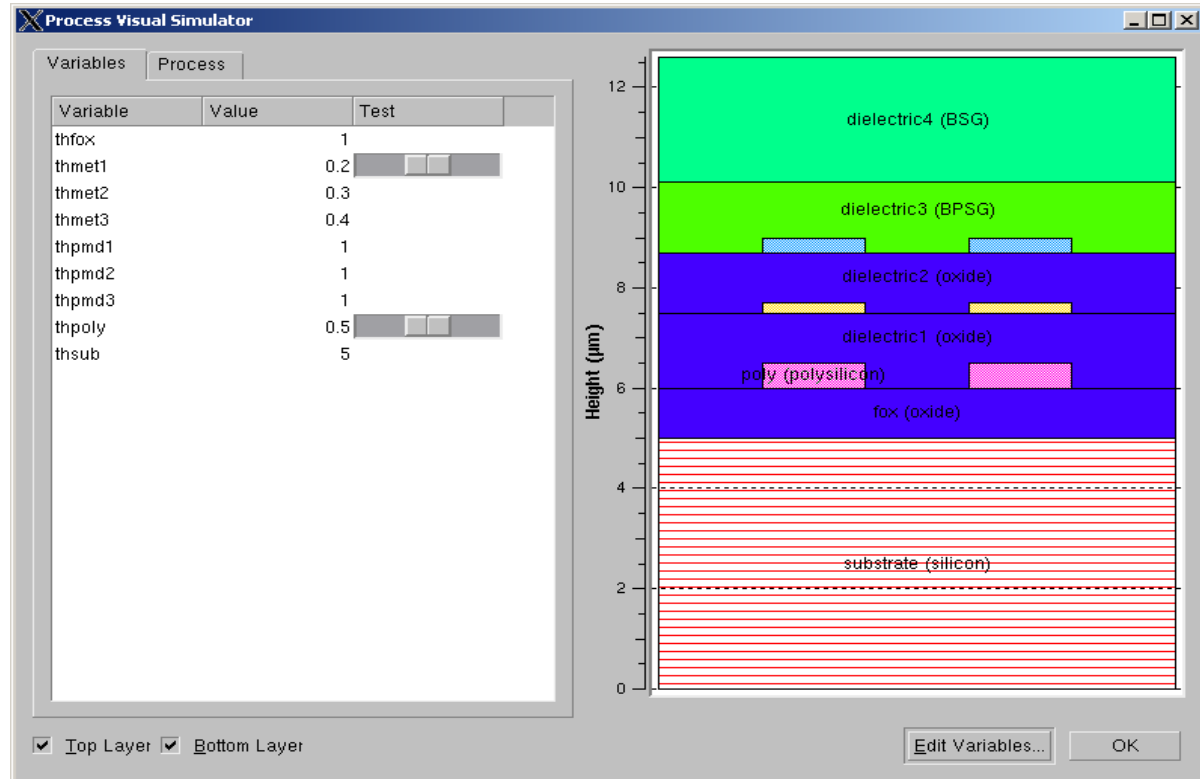 Process Visual Simulator
Variables Process
Variable Value Test
thfox 1
thmet1 0.2
thmet2 0.3
thmet3 0.4
thpmd1 1
thpmd2 1
thpmd3 1
thpoly 0.5
thsub 5
Height (µm)
12
10
8
6
4
2
0
dielectric4 (BSG)
dielectric3 (BPSG)
dielectric2 (oxide)
dielectric1 (oxide)
poly (polysilicon)
fox (oxide)
substrate (silicon)
Top Layer Bottom Layer
Edit Variables... OK